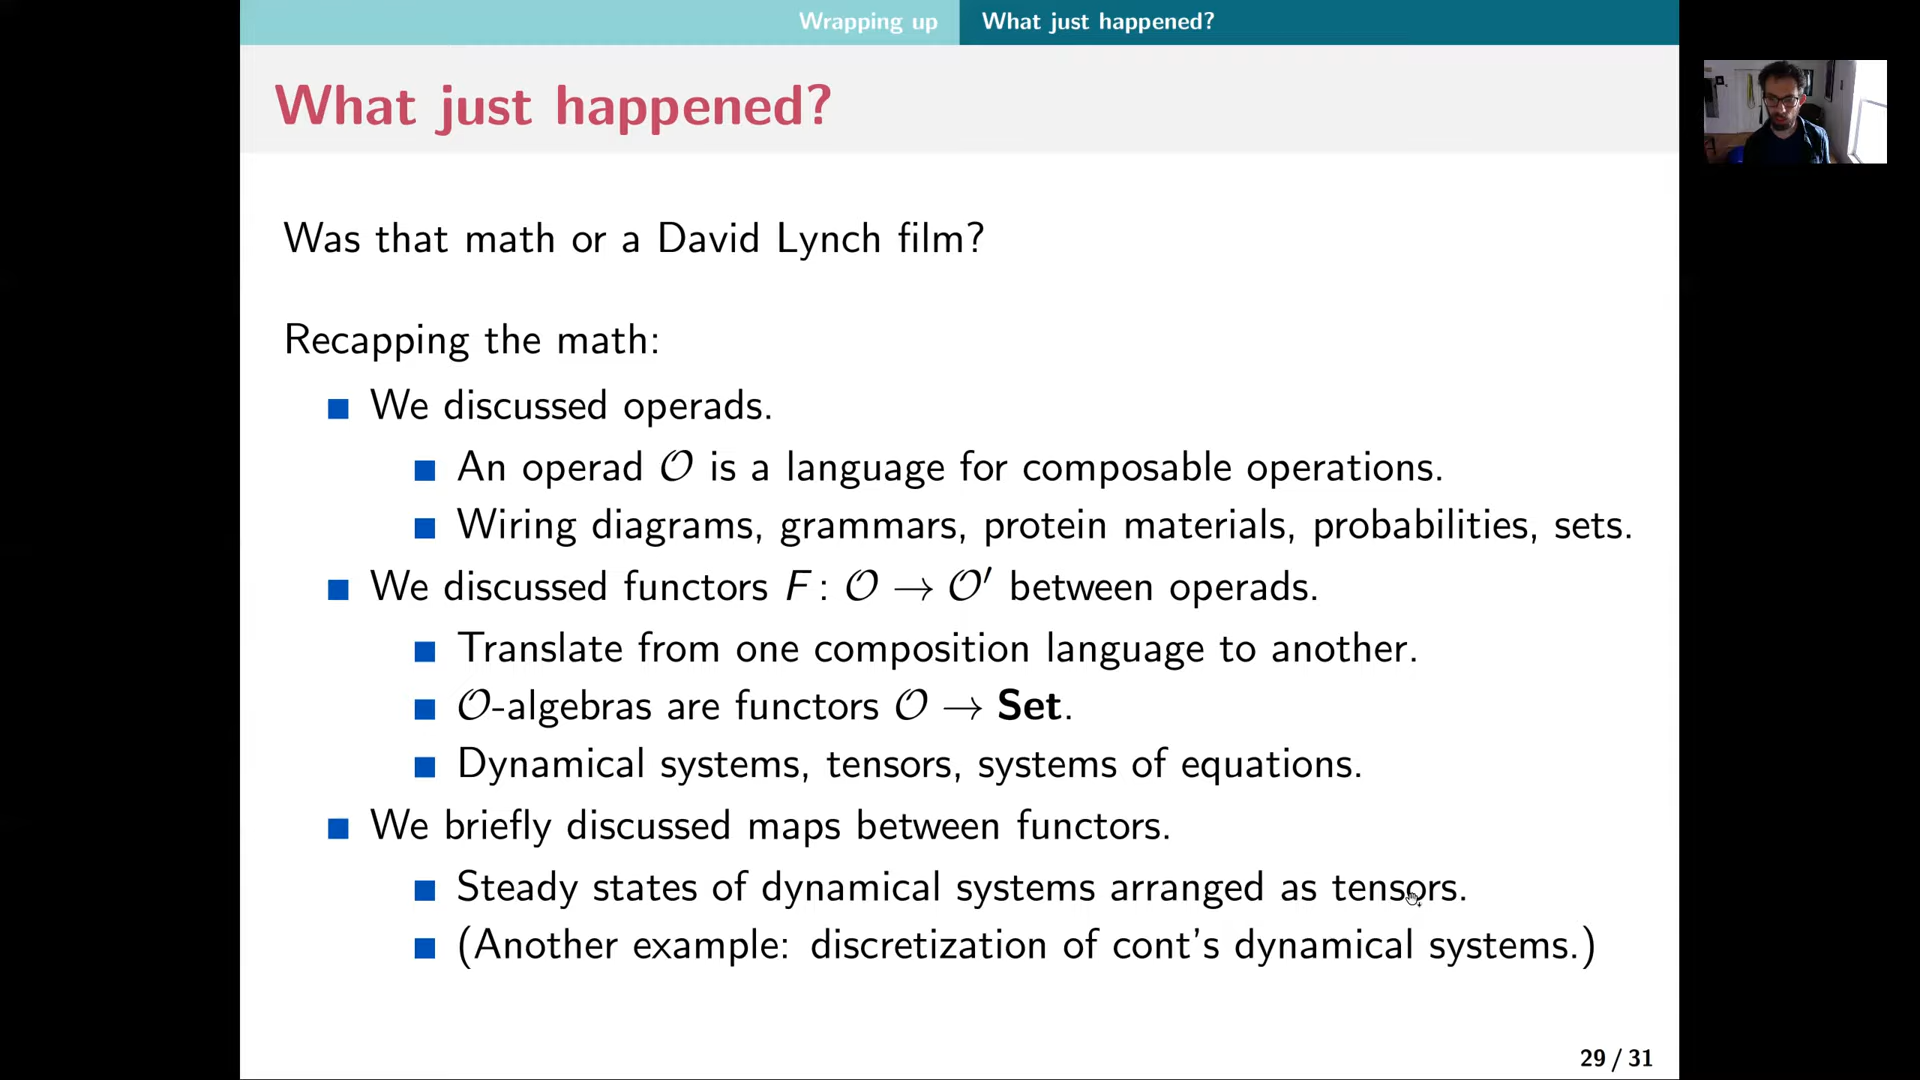 Wrapping up What just happened?
What just happened?
Was that math or a David Lynch film?
Recapping the math:
We discussed operads.
An operad 𝒪 is a language for composable operations.
Wiring diagrams, grammars, protein materials, probabilities, sets.
We discussed functors F: 𝒪 → 𝒪′ between operads.
Translate from one composition language to another.
𝒪-algebras are functors 𝒪 → Set.
Dynamical systems, tensors, systems of equations.
We briefly discussed maps between functors.
Steady states of dynamical systems arranged as tensors.
(Another example: discretization of cont's dynamical systems.)
29 / 31